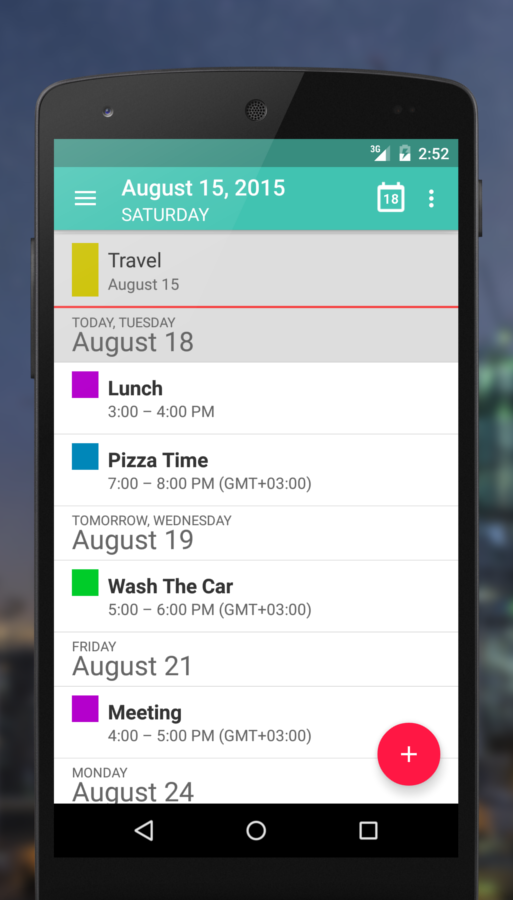 3G 2:52
August 15, 2015
SATURDAY
18
Travel
August 15
TODAY, TUESDAY
August 18
Lunch
3:00 – 4:00 PM
Pizza Time
7:00 – 8:00 PM (GMT+03:00)
TOMORROW, WEDNESDAY
August 19
Wash The Car
5:00 – 6:00 PM (GMT+03:00)
FRIDAY
August 21
Meeting
4:00 – 5:00 PM (GMT+03:00)
+
MONDAY
August 24